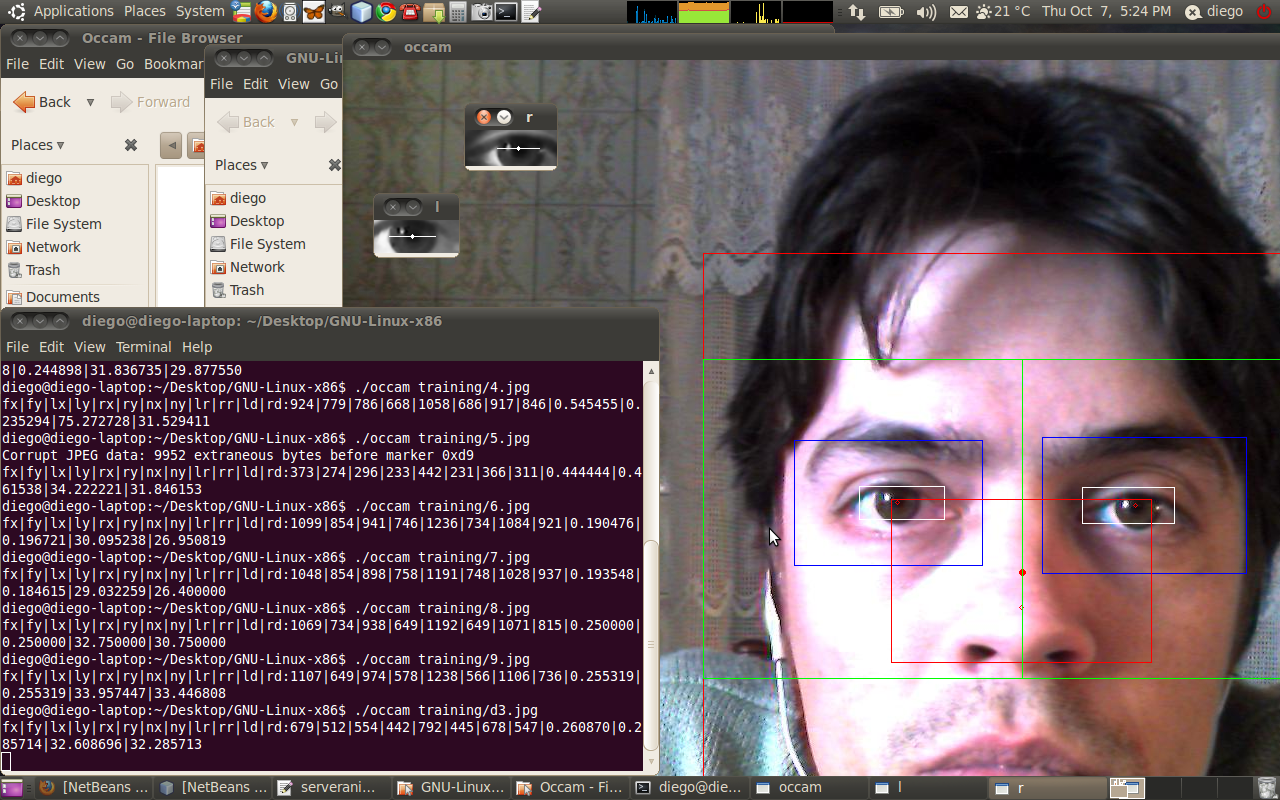 Applications Places System
21 °C Thu Oct 7, 5:24 PM diego
Occam - File Browser
File Edit View Go Bookmar
Back Forward
Places
diego
Desktop
File System
Network
Trash
Documents
GNU-Li
File Edit View Go
Back
Places
diego
Desktop
File System
Network
Trash
occam
r
l
diego@diego-laptop: ~/Desktop/GNU-Linux-x86
File Edit View Terminal Help
8|0.244898|31.836735|29.877550
diego@diego-laptop:~/Desktop/GNU-Linux-x86$ ./occam training/4.jpg
fx|fy|lx|ly|rx|ry|nx|ny|lr|rr|ld|rd:924|779|786|668|1058|686|917|846|0.545455|0.
235294|75.272728|31.529411
diego@diego-laptop:~/Desktop/GNU-Linux-x86$ ./occam training/5.jpg
Corrupt JPEG data: 9952 extraneous bytes before marker 0xd9
fx|fy|lx|ly|rx|ry|nx|ny|lr|rr|ld|rd:373|274|296|233|442|231|366|311|0.444444|0.4
61538|34.222221|31.846153
diego@diego-laptop:~/Desktop/GNU-Linux-x86$ ./occam training/6.jpg
fx|fy|lx|ly|rx|ry|nx|ny|lr|rr|ld|rd:1099|854|941|746|1236|734|1084|921|0.190476|
0.196721|30.095238|26.950819
diego@diego-laptop:~/Desktop/GNU-Linux-x86$ ./occam training/7.jpg
fx|fy|lx|ly|rx|ry|nx|ny|lr|rr|ld|rd:1048|854|898|758|1191|748|1028|937|0.193548|
0.184615|29.032259|26.400000
diego@diego-laptop:~/Desktop/GNU-Linux-x86$ ./occam training/8.jpg
fx|fy|lx|ly|rx|ry|nx|ny|lr|rr|ld|rd:1069|734|938|649|1192|649|1071|815|0.250000|
0.250000|32.750000|30.750000
diego@diego-laptop:~/Desktop/GNU-Linux-x86$ ./occam training/9.jpg
fx|fy|lx|ly|rx|ry|nx|ny|lr|rr|ld|rd:1107|649|974|578|1238|566|1106|736|0.255319|
0.255319|33.957447|33.446808
diego@diego-laptop:~/Desktop/GNU-Linux-x86$ ./occam training/d3.jpg
fx|fy|lx|ly|rx|ry|nx|ny|lr|rr|ld|rd:679|512|554|442|792|445|678|547|0.260870|0.2
85714|32.608696|32.285713
[NetBeans ... [NetBeans ... serverani... GNU-Linux... Occam - Fi... diego@die... occam l r